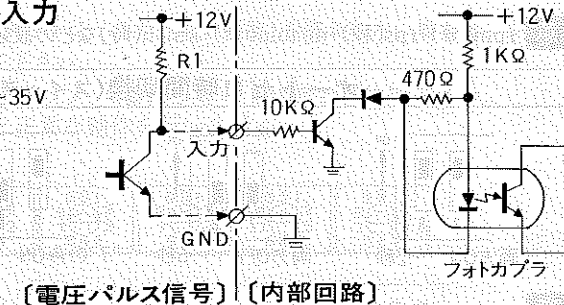 入力
+12V
+12V
R1
1KΩ
-35V
470Ω
10KΩ
入力
GND
フォトカプラ
〔電圧パルス信号〕
〔内部回路〕